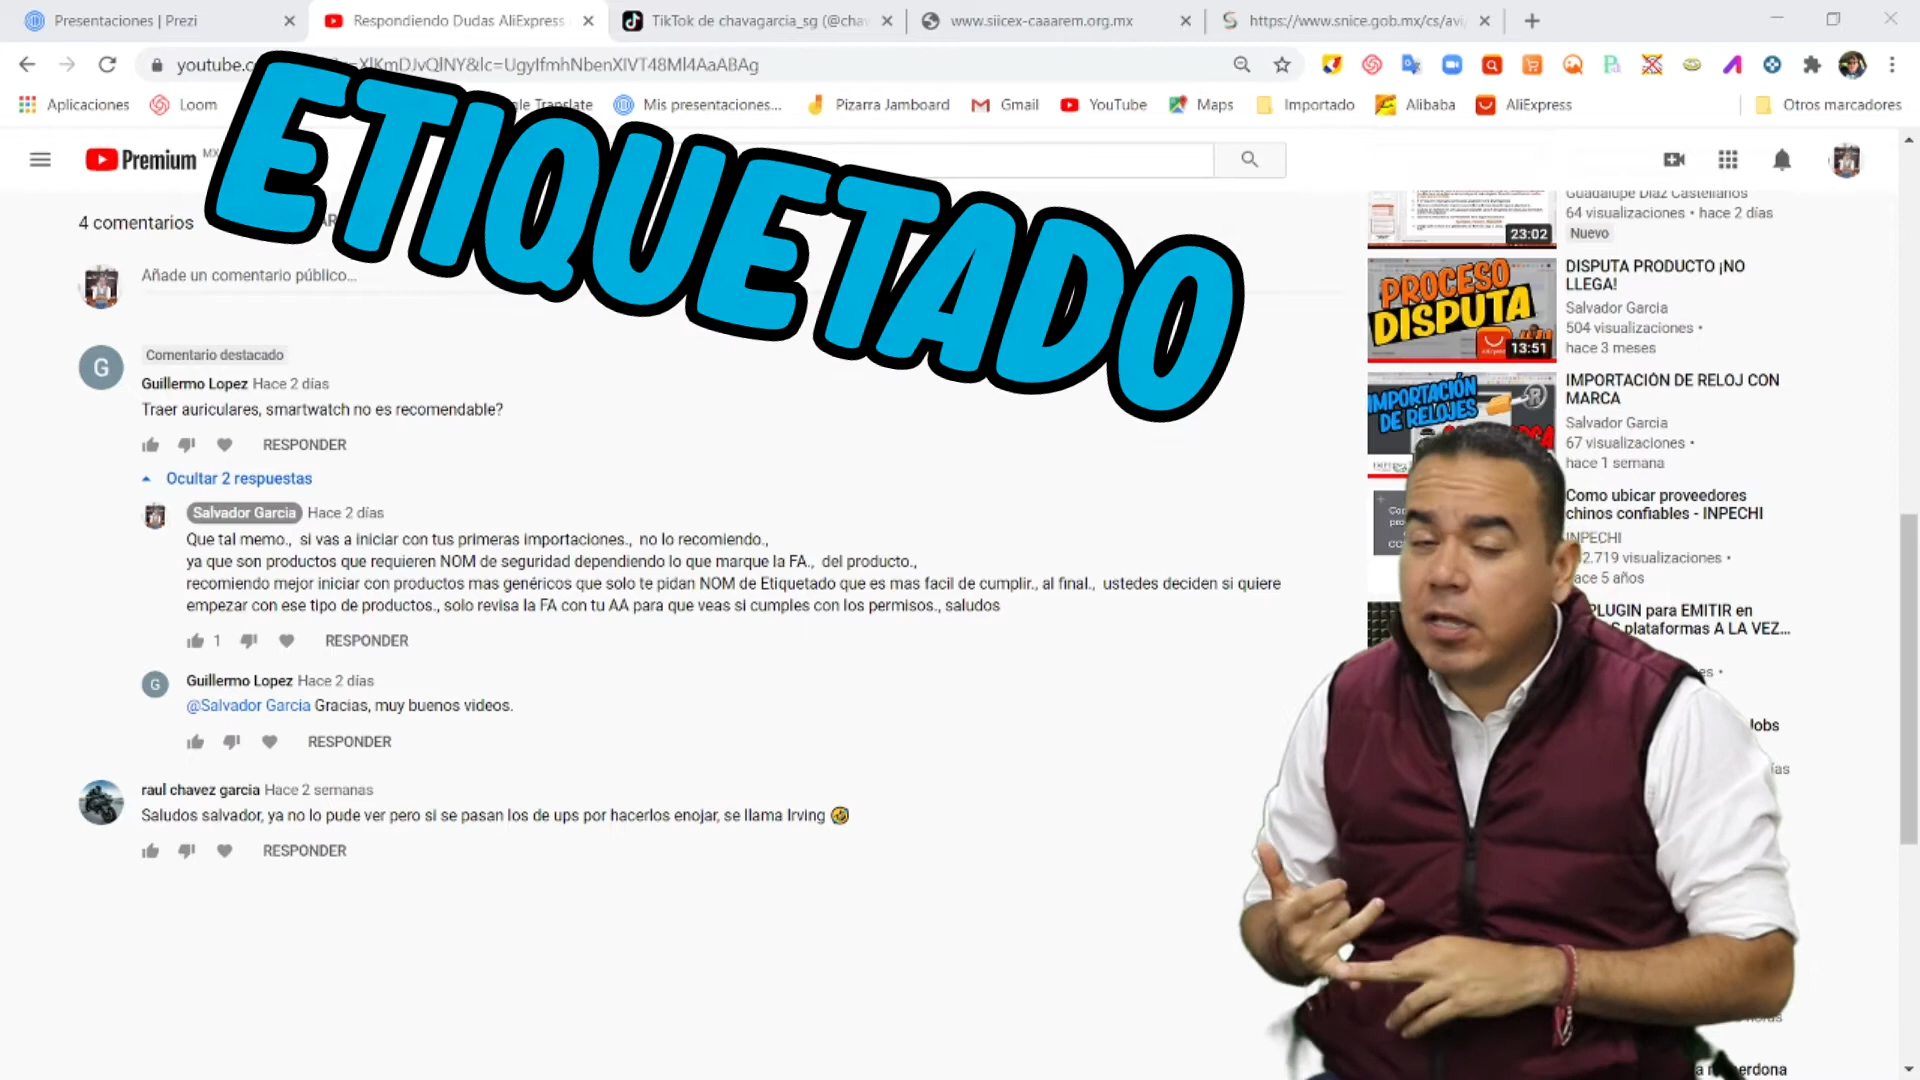 Presentaciones | Prezi
Respondiendo Dudas AliExpress
TikTok de chavagarcia_sg (@cha
www.siicex-caaarem.org.mx
https://www.snice.gob.mx/cs/avi
Aplicaciones
Loom
Translate
Mis presentaciones...
Pizarra Jamboard
Gmail
YouTube
Maps
Importado
Alibaba
AliExpress
Otros marcadores
Premium MX
ETIQUETADO
4 comentarios
Añade un comentario público...
Comentario destacado
Guillermo Lopez Hace 2 días
Traer auriculares, smartwatch no es recomendable?
RESPONDER
Ocultar 2 respuestas
Salvador Garcia Hace 2 días
Que tal memo., si vas a iniciar con tus primeras importaciones., no lo recomiendo.,
ya que son productos que requieren NOM de seguridad dependiendo lo que marque la FA., del producto.,
recomiendo mejor iniciar con productos mas genéricos que solo te pidan NOM de Etiquetado que es mas facil de cumplir., al final., ustedes deciden si quiere
empezar con ese tipo de productos., solo revisa la FA con tu AA para que veas si cumples con los permisos., saludos
1
RESPONDER
Guillermo Lopez Hace 2 días
@Salvador Garcia Gracias, muy buenos videos.
RESPONDER
raul chavez garcia Hace 2 semanas
Saludos salvador, ya no lo pude ver pero si se pasan los de ups por hacerlos enojar, se llama Irving 🤣
RESPONDER
Guadalupe Diaz Castellanos
64 visualizaciones • hace 2 días
Nuevo
23:02
PROCESO
DISPUTA
13:51
DISPUTA PRODUCTO ¡NO
LLEGA!
Salvador Garcia
504 visualizaciones •
hace 3 meses
IMPORTACIÓN
DE RELOJES
IMPORTACIÓN DE RELOJ CON
MARCA
Salvador Garcia
67 visualizaciones •
hace 1 semana
Como ubicar proveedores
chinos confiables - INPECHI
INPECHI
2.719 visualizaciones •
hace 5 años
PLUGIN para EMITIR en
plataformas A LA VEZ...